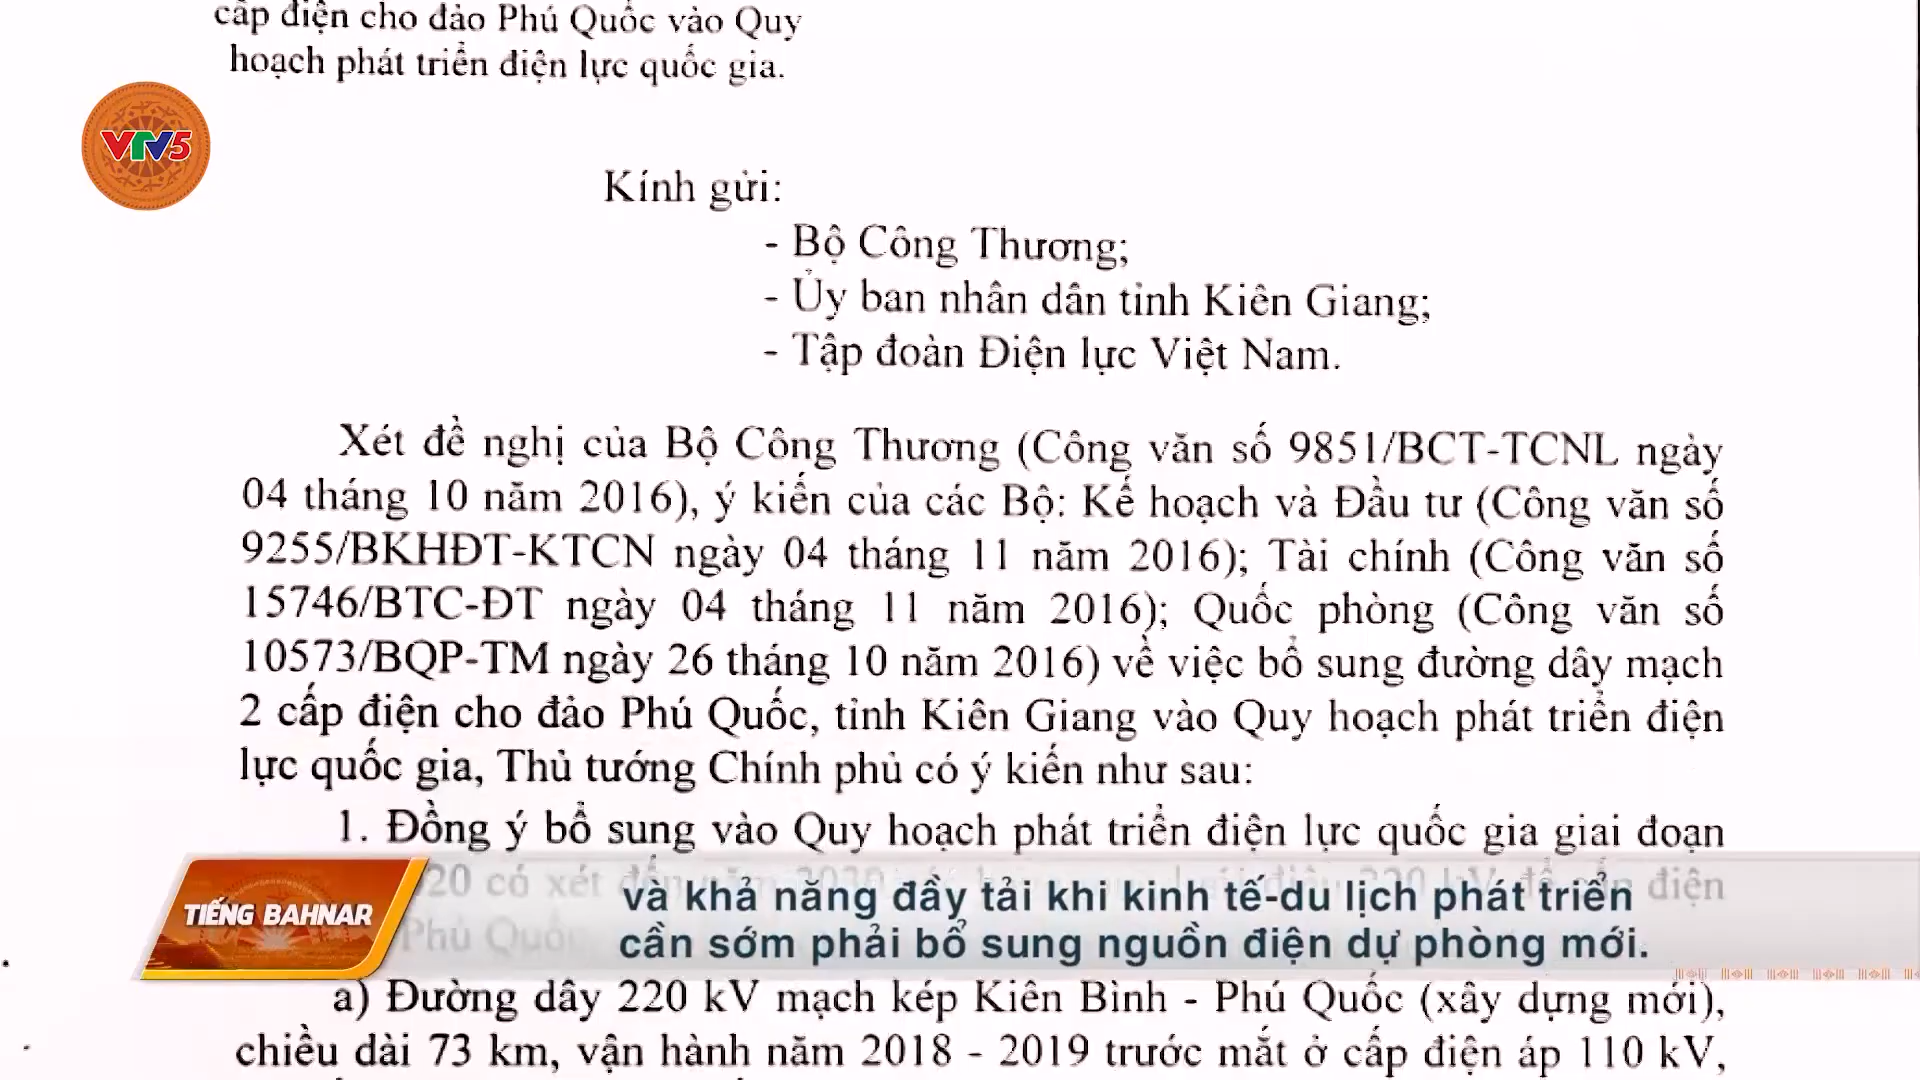 cấp điện cho đảo Phú Quốc vào Quy
hoạch phát triển điện lực quốc gia.
VTV5
Kính gửi:
- Bộ Công Thương;
- Ủy ban nhân dân tỉnh Kiên Giang;
- Tập đoàn Điện lực Việt Nam.
Xét đề nghị của Bộ Công Thương (Công văn số 9851/BCT-TCNL ngày
04 tháng 10 năm 2016), ý kiến của các Bộ: Kế hoạch và Đầu tư (Công văn số
9255/BKHĐT-KTCN ngày 04 tháng 11 năm 2016); Tài chính (Công văn số
15746/BTC-ĐT ngày 04 tháng 11 năm 2016); Quốc phòng (Công văn số
10573/BQP-TM ngày 26 tháng 10 năm 2016) về việc bổ sung đường dây mạch
2 cấp điện cho đảo Phú Quốc, tỉnh Kiên Giang vào Quy hoạch phát triển điện
lực quốc gia, Thủ tướng Chính phủ có ý kiến như sau:
1. Đồng ý bổ sung vào Quy hoạch phát triển điện lực quốc gia giai đoạn
20 có xét điện
Phú Quốc
TIẾNG BAHNAR
và khả năng đầy tải khi kinh tế-du lịch phát triển
cần sớm phải bổ sung nguồn điện dự phòng mới.
a) Đường dây 220 kV mạch kép Kiên Bình - Phú Quốc (xây dựng mới),
chiều dài 73 km, vận hành năm 2018 - 2019 trước mắt ở cấp điện áp 110 kV,